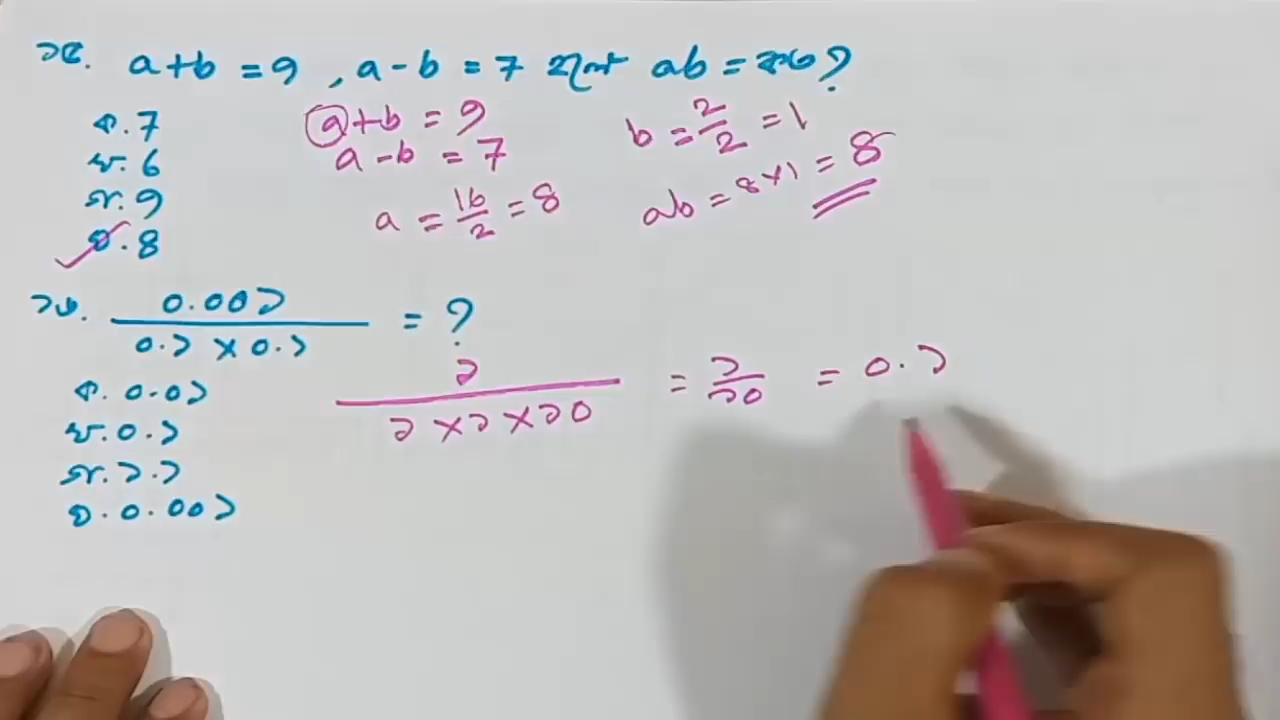 ১৫. a+b = 9 , a-b = 7 হলে ab = কত ?
ক. 7
খ. 6
গ. 9
ঘ. 8
a+b = 9
a-b = 7
a = 16/2 = 8
b = 2/2 = 1
ab = 8×1 = 8
১৬. ০.০০১ / ০.১ × ০.১ = ?
ক. ০.০১
খ. ০.১
গ. ১.১
ঘ. ০.০০১
১ / ১×১×১০ = ১/১০ = ০.১